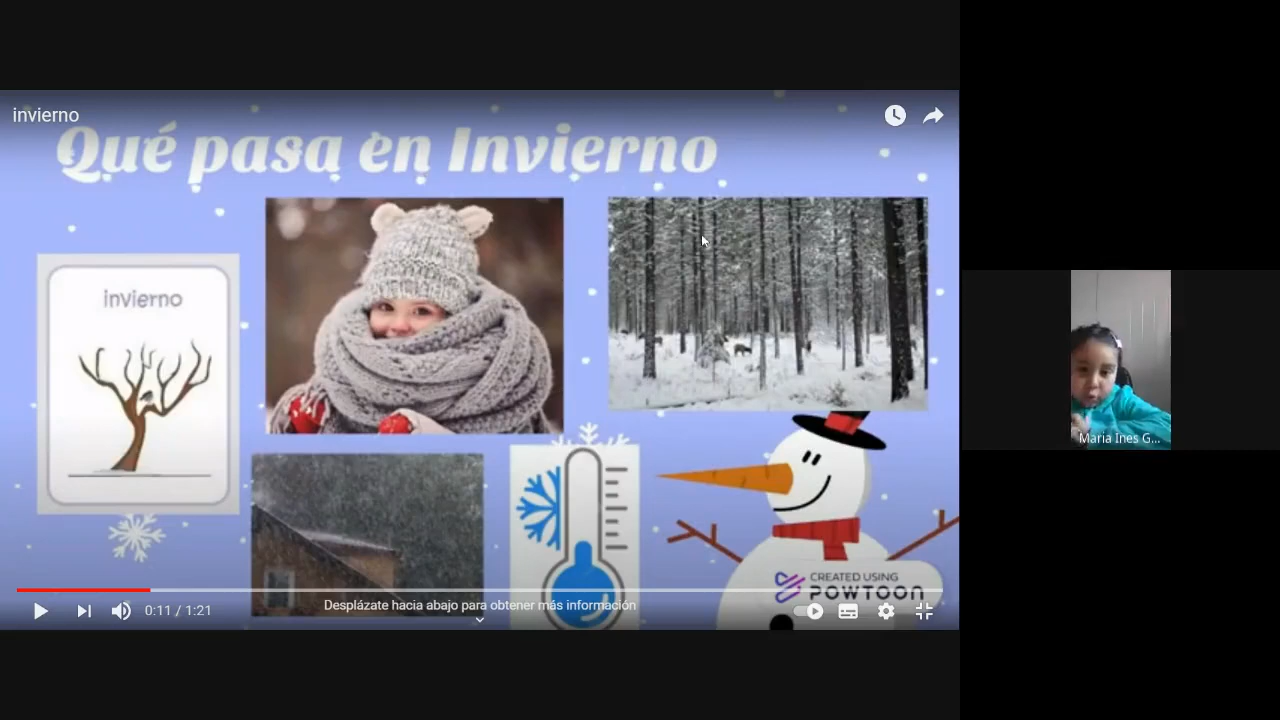 invierno
Qué pasa en Invierno
invierno
CREATED USING
POWTOON
0:11 / 1:21
Desplázate hacia abajo para obtener más información
Maria Ines G...